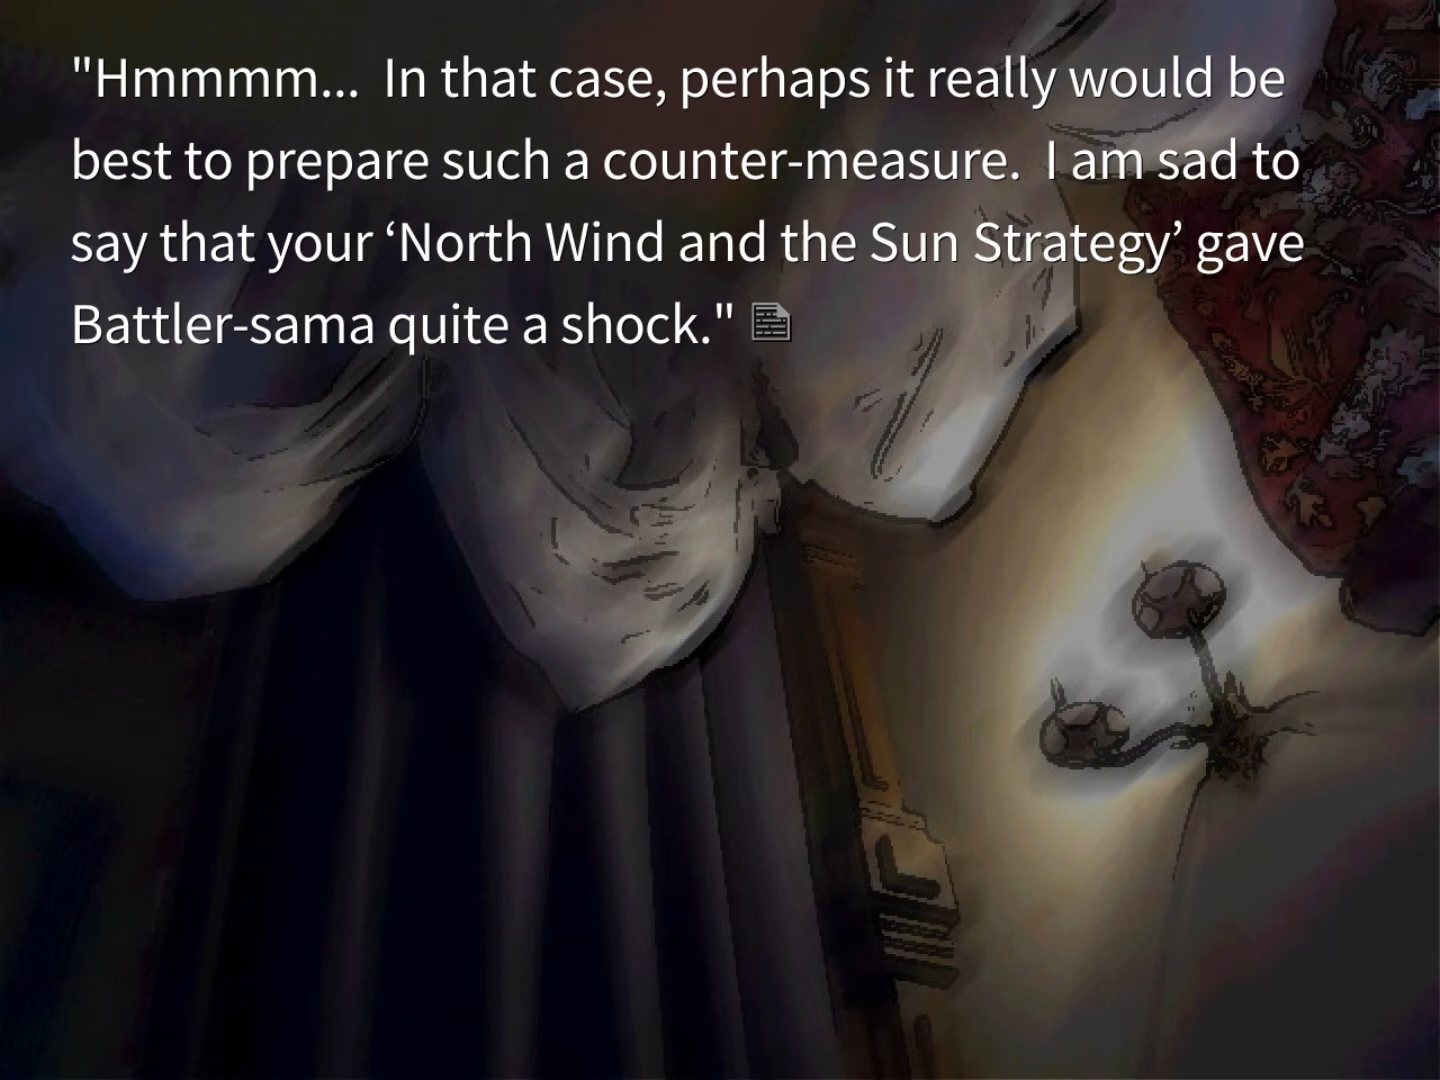 "Hmmmm...  In that case, perhaps it really would be
best to prepare such a counter-measure.  I am sad to
say that your ‘North Wind and the Sun Strategy’ gave
Battler-sama quite a shock."